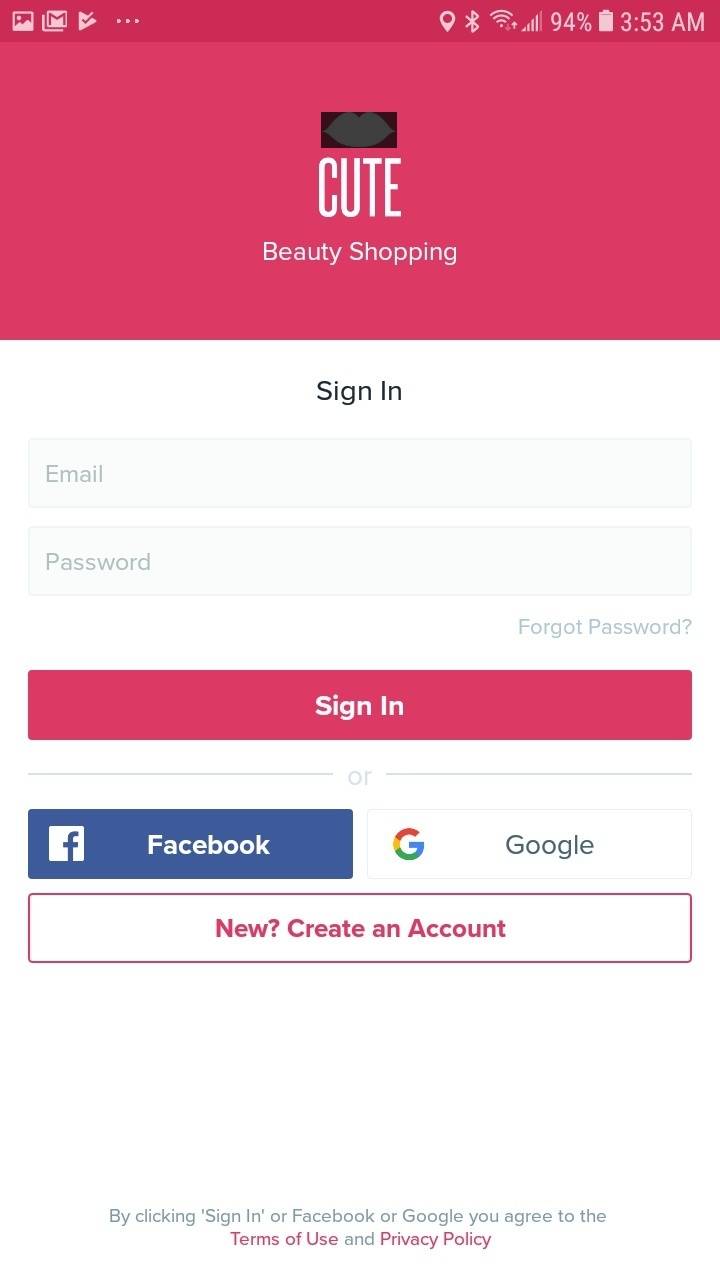 94% 3:53 AM
CUTE
Beauty Shopping
Sign In
Email
Password
Forgot Password?
Sign In
or
Facebook Google
New? Create an Account
By clicking 'Sign In' or Facebook or Google you agree to the
Terms of Use and Privacy Policy